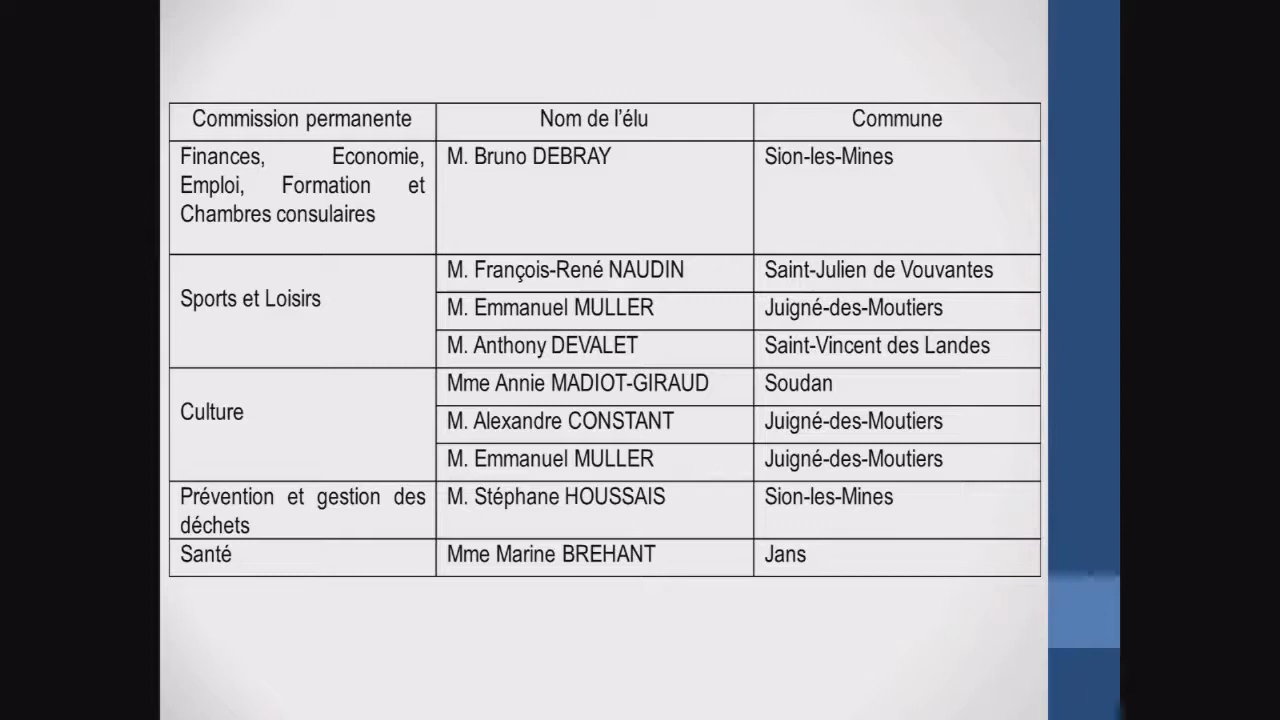 Commission permanente Nom de l'élu Commune
Finances, Economie, M. Bruno DEBRAY Sion-les-Mines
Emploi, Formation et
Chambres consulaires
Sports et Loisirs
M. François-René NAUDIN Saint-Julien de Vouvantes
M. Emmanuel MULLER Juigné-des-Moutiers
M. Anthony DEVALET Saint-Vincent des Landes
Culture
Mme Annie MADIOT-GIRAUD Soudan
M. Alexandre CONSTANT Juigné-des-Moutiers
M. Emmanuel MULLER Juigné-des-Moutiers
Prévention et gestion des M. Stéphane HOUSSAIS Sion-les-Mines
déchets
Santé Mme Marine BREHANT Jans